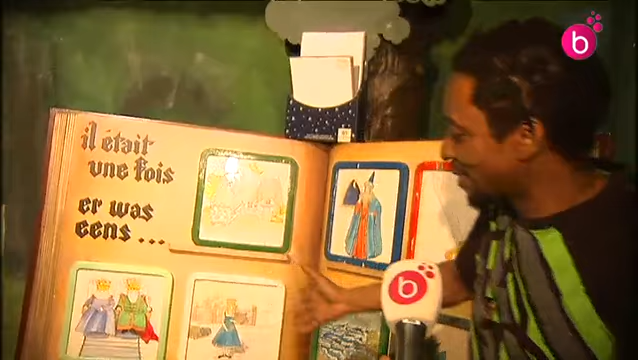 il était
une fois
er was
eens, ...
b
b